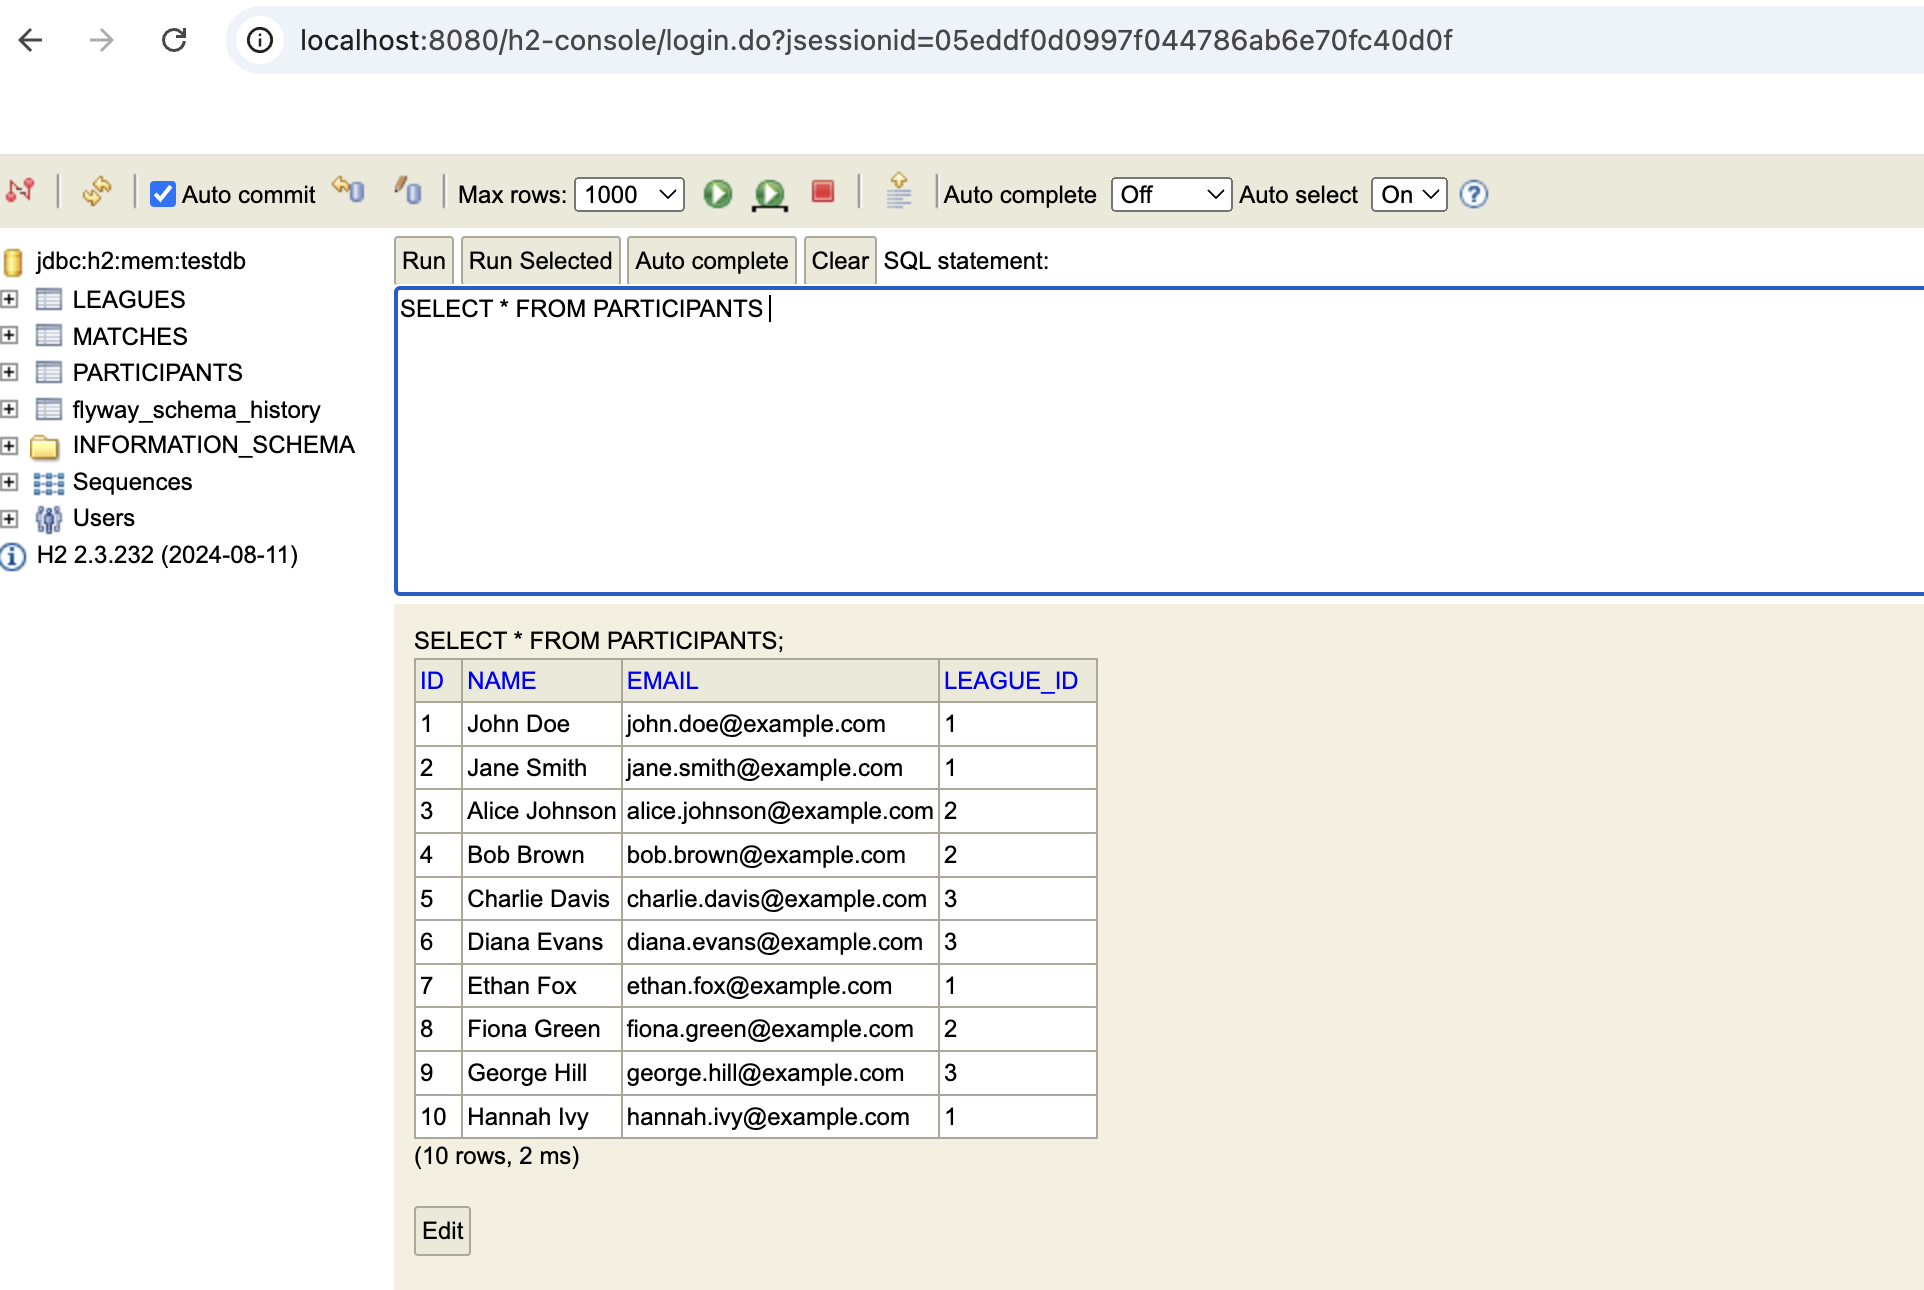 localhost:8080/h2-console/login.do?jsessionid=05eddf0d0997f044786ab6e70fc40d0f
Auto commit Max rows: 1000 Auto complete Off Auto select On
jdbc:h2:mem:testdb
LEAGUES
MATCHES
PARTICIPANTS
flyway_schema_history
INFORMATION_SCHEMA
Sequences
Users
H2 2.3.232 (2024-08-11)
Run Run Selected Auto complete Clear SQL statement:
SELECT * FROM PARTICIPANTS
SELECT * FROM PARTICIPANTS;
ID NAME EMAIL LEAGUE_ID
1 John Doe john.doe@example.com 1
2 Jane Smith jane.smith@example.com 1
3 Alice Johnson alice.johnson@example.com 2
4 Bob Brown bob.brown@example.com 2
5 Charlie Davis charlie.davis@example.com 3
6 Diana Evans diana.evans@example.com 3
7 Ethan Fox ethan.fox@example.com 1
8 Fiona Green fiona.green@example.com 2
9 George Hill george.hill@example.com 3
10 Hannah Ivy hannah.ivy@example.com 1
(10 rows, 2 ms)
Edit